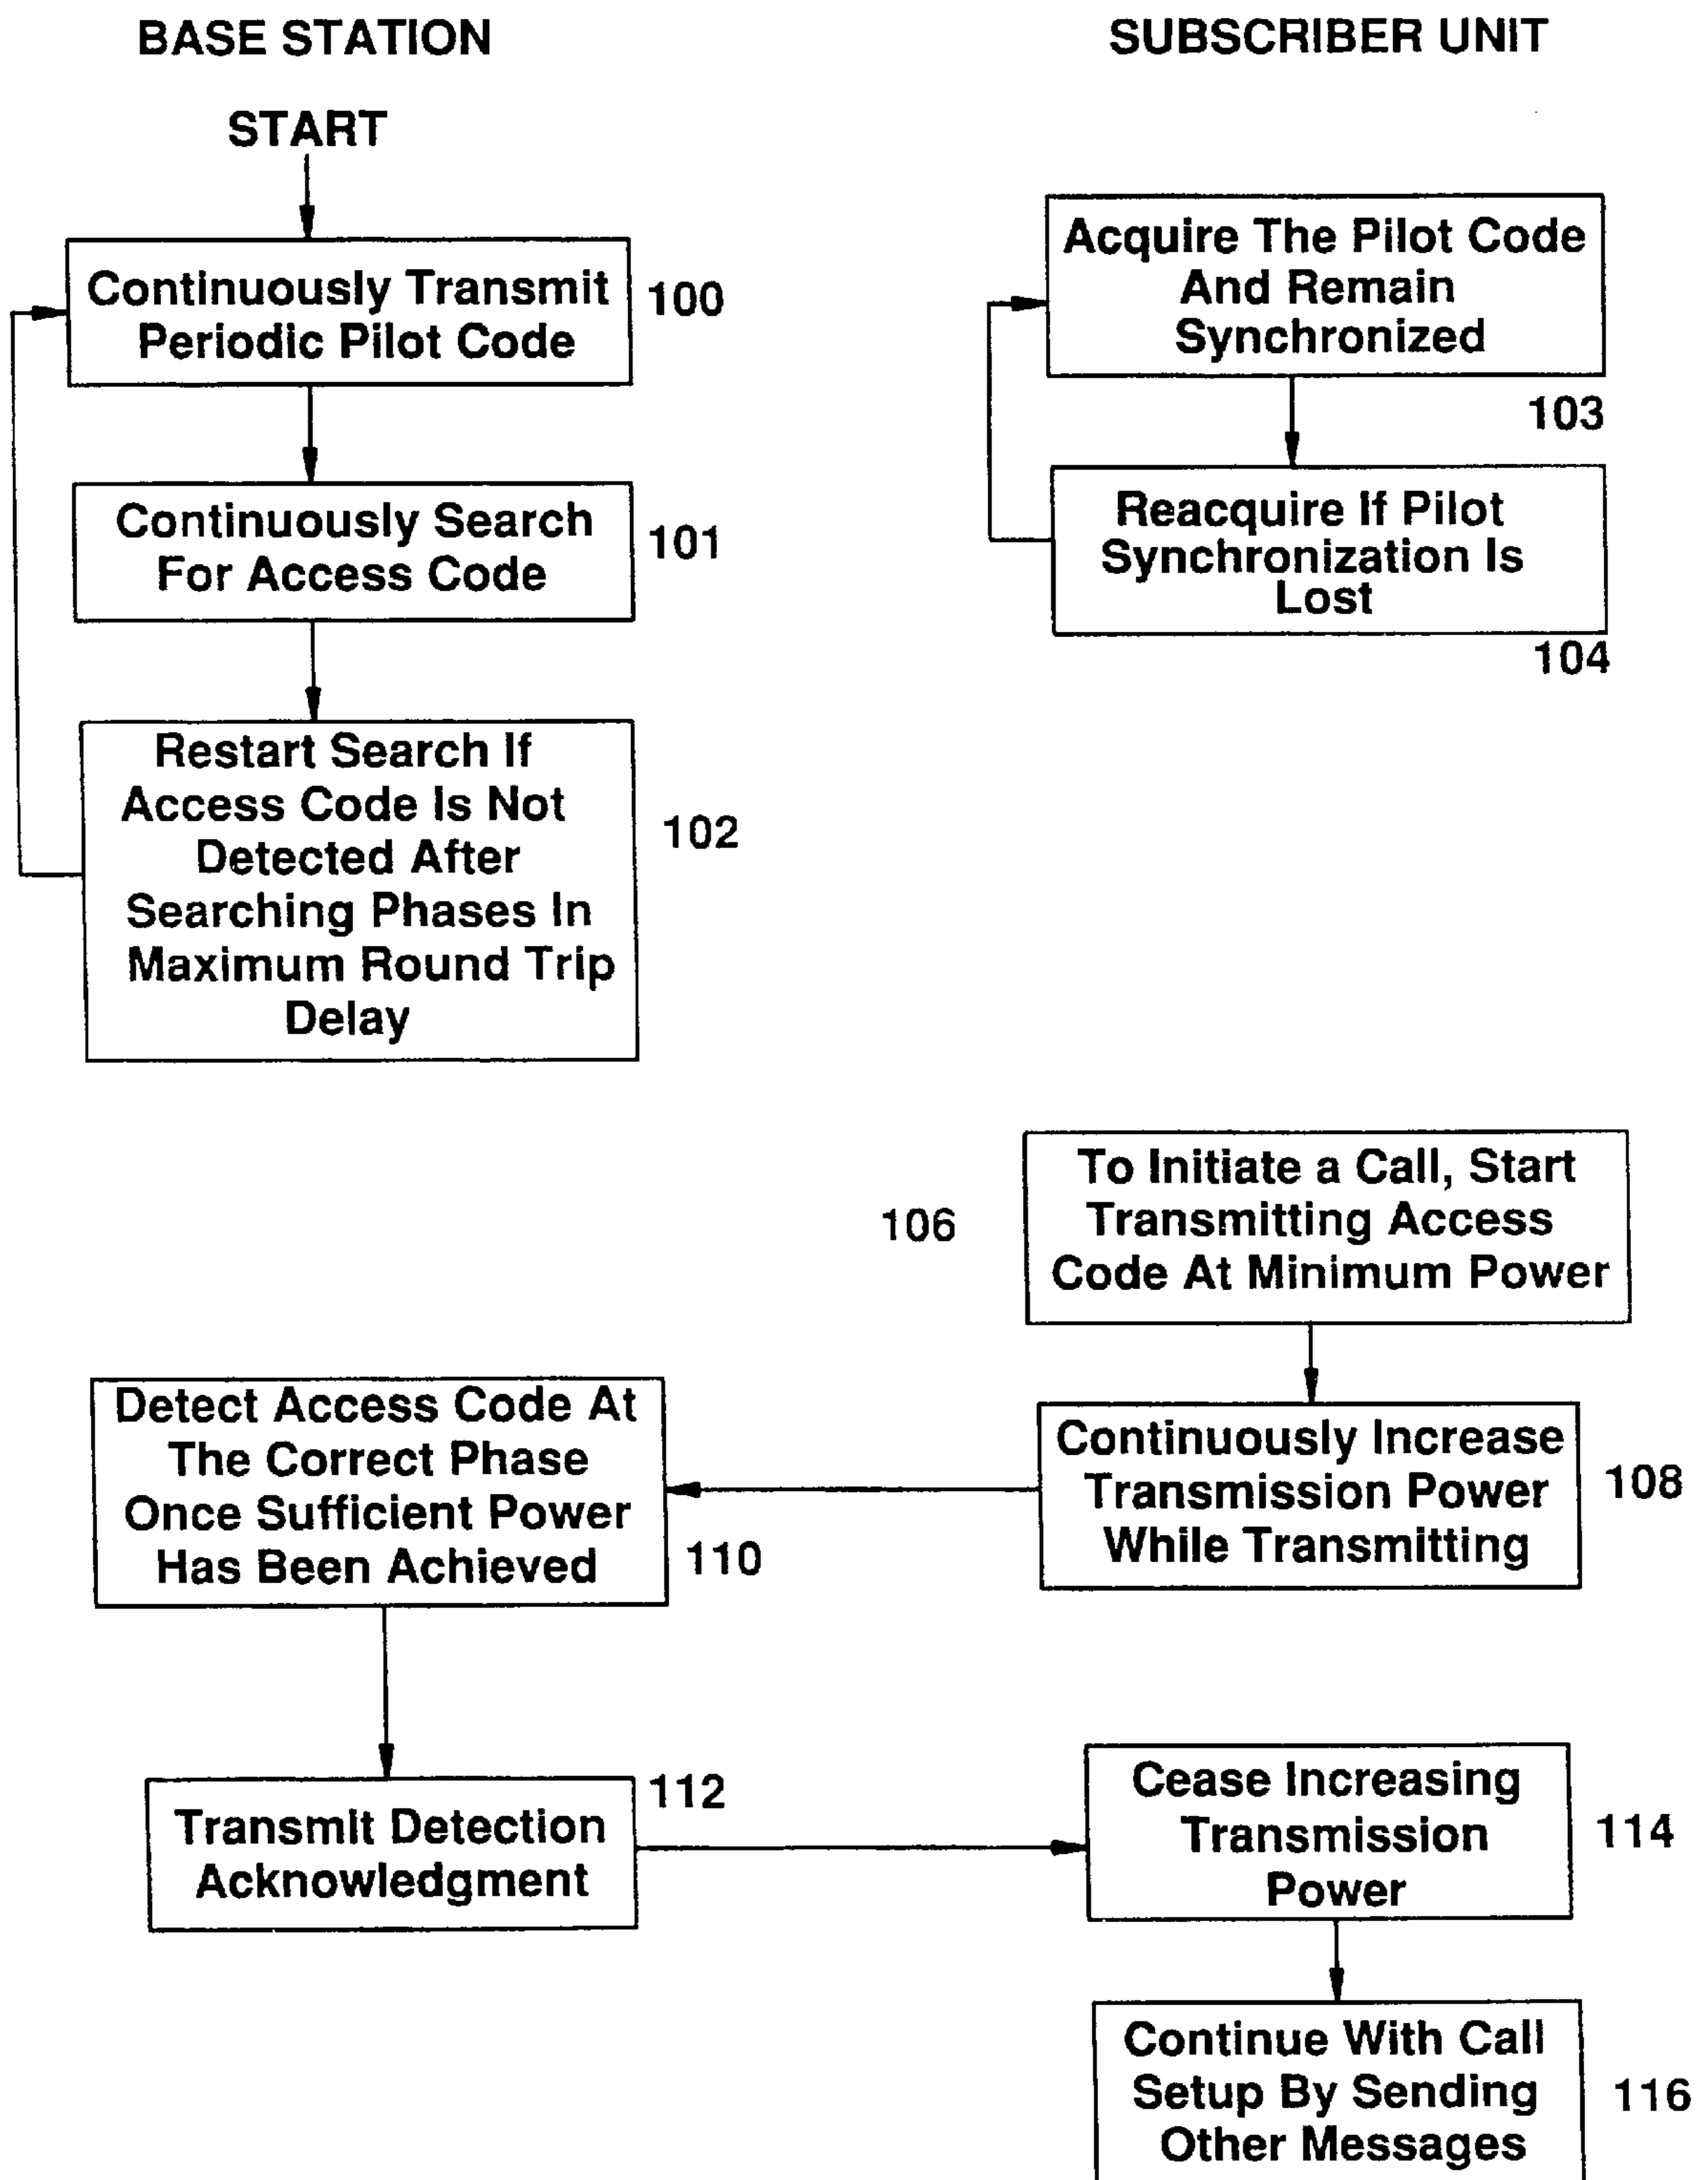 BASE STATION
SUBSCRIBER UNIT
START
Continuously Transmit
Periodic Pilot Code
100
Acquire The Pilot Code
And Remain
Synchronized
103
Continuously Search
For Access Code
101
Reacquire If Pilot
Synchronization Is
Lost
104
Restart Search If
Access Code Is Not
Detected After
Searching Phases In
Maximum Round Trip
Delay
102
To Initiate a Call, Start
Transmitting Access
Code At Minimum Power
106
Continuously Increase
Transmission Power
While Transmitting
108
Detect Access Code At
The Correct Phase
Once Sufficient Power
Has Been Achieved
110
Transmit Detection
Acknowledgment
112
Cease Increasing
Transmission
Power
114
Continue With Call
Setup By Sending
Other Messages
116